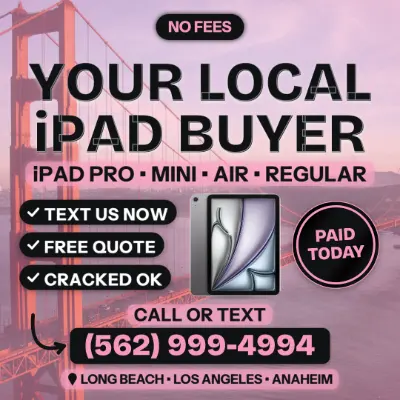 NO FEES
YOUR LOCAL
iPAD BUYER
iPAD PRO • MINI • AIR • REGULAR
✓ TEXT US NOW
✓ FREE QUOTE
✓ CRACKED OK
PAID
TODAY
CALL OR TEXT
(562) 999-4994
LONG BEACH • LOS ANGELES • ANAHEIM